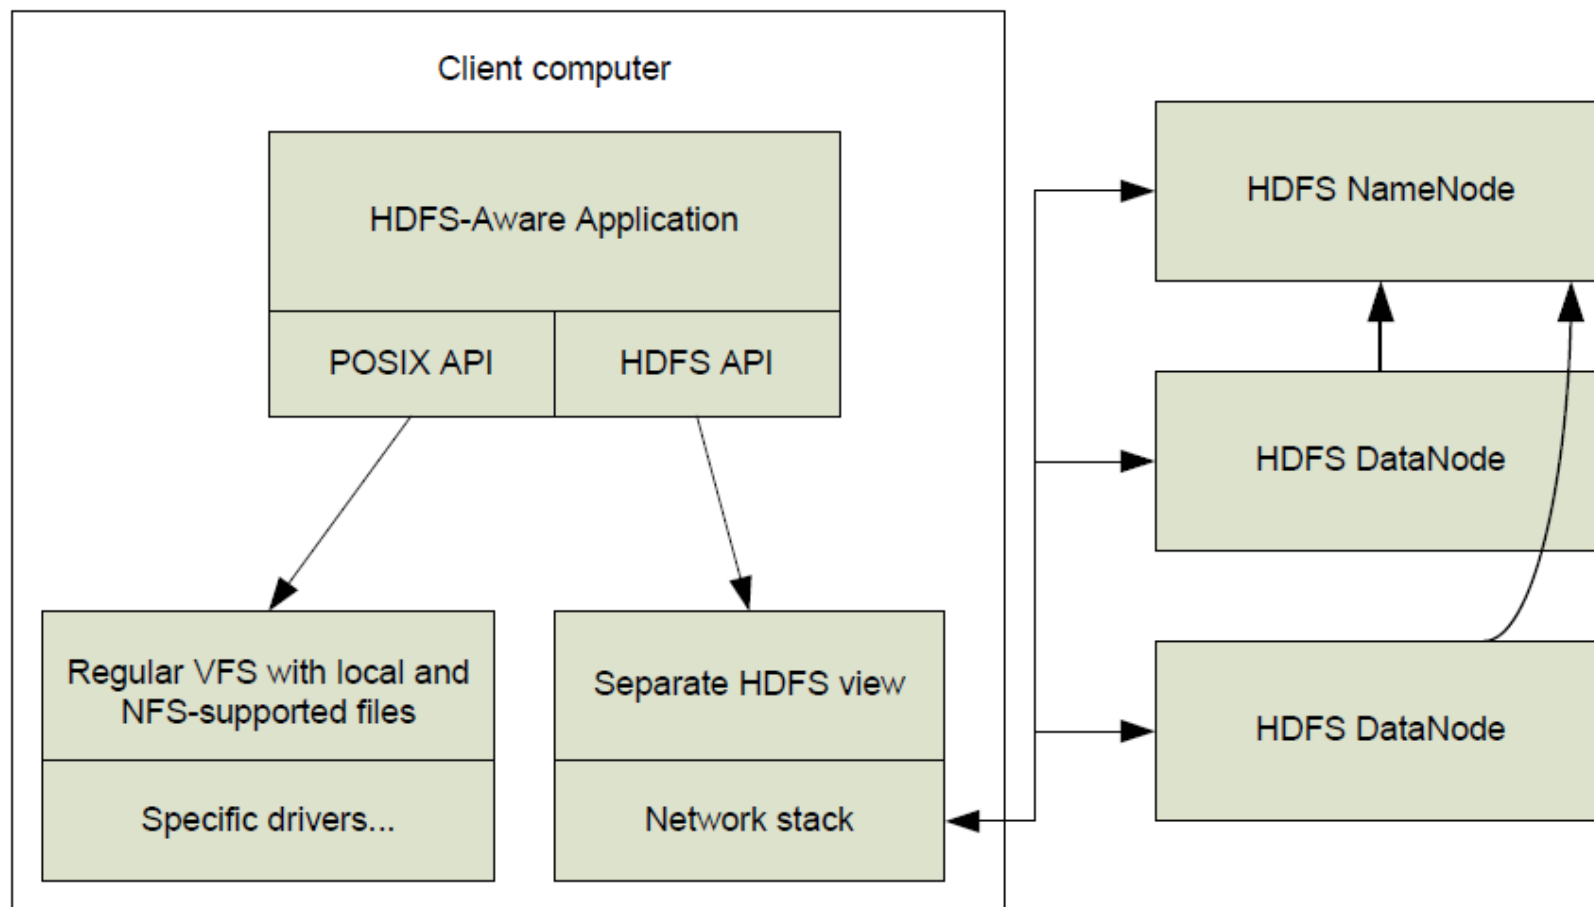 Client computer
HDFS-Aware Application
POSIX API
HDFS API
Regular VFS with local and
NFS-supported files
Specific drivers...
Separate HDFS view
Network stack
HDFS NameNode
HDFS DataNode
HDFS DataNode